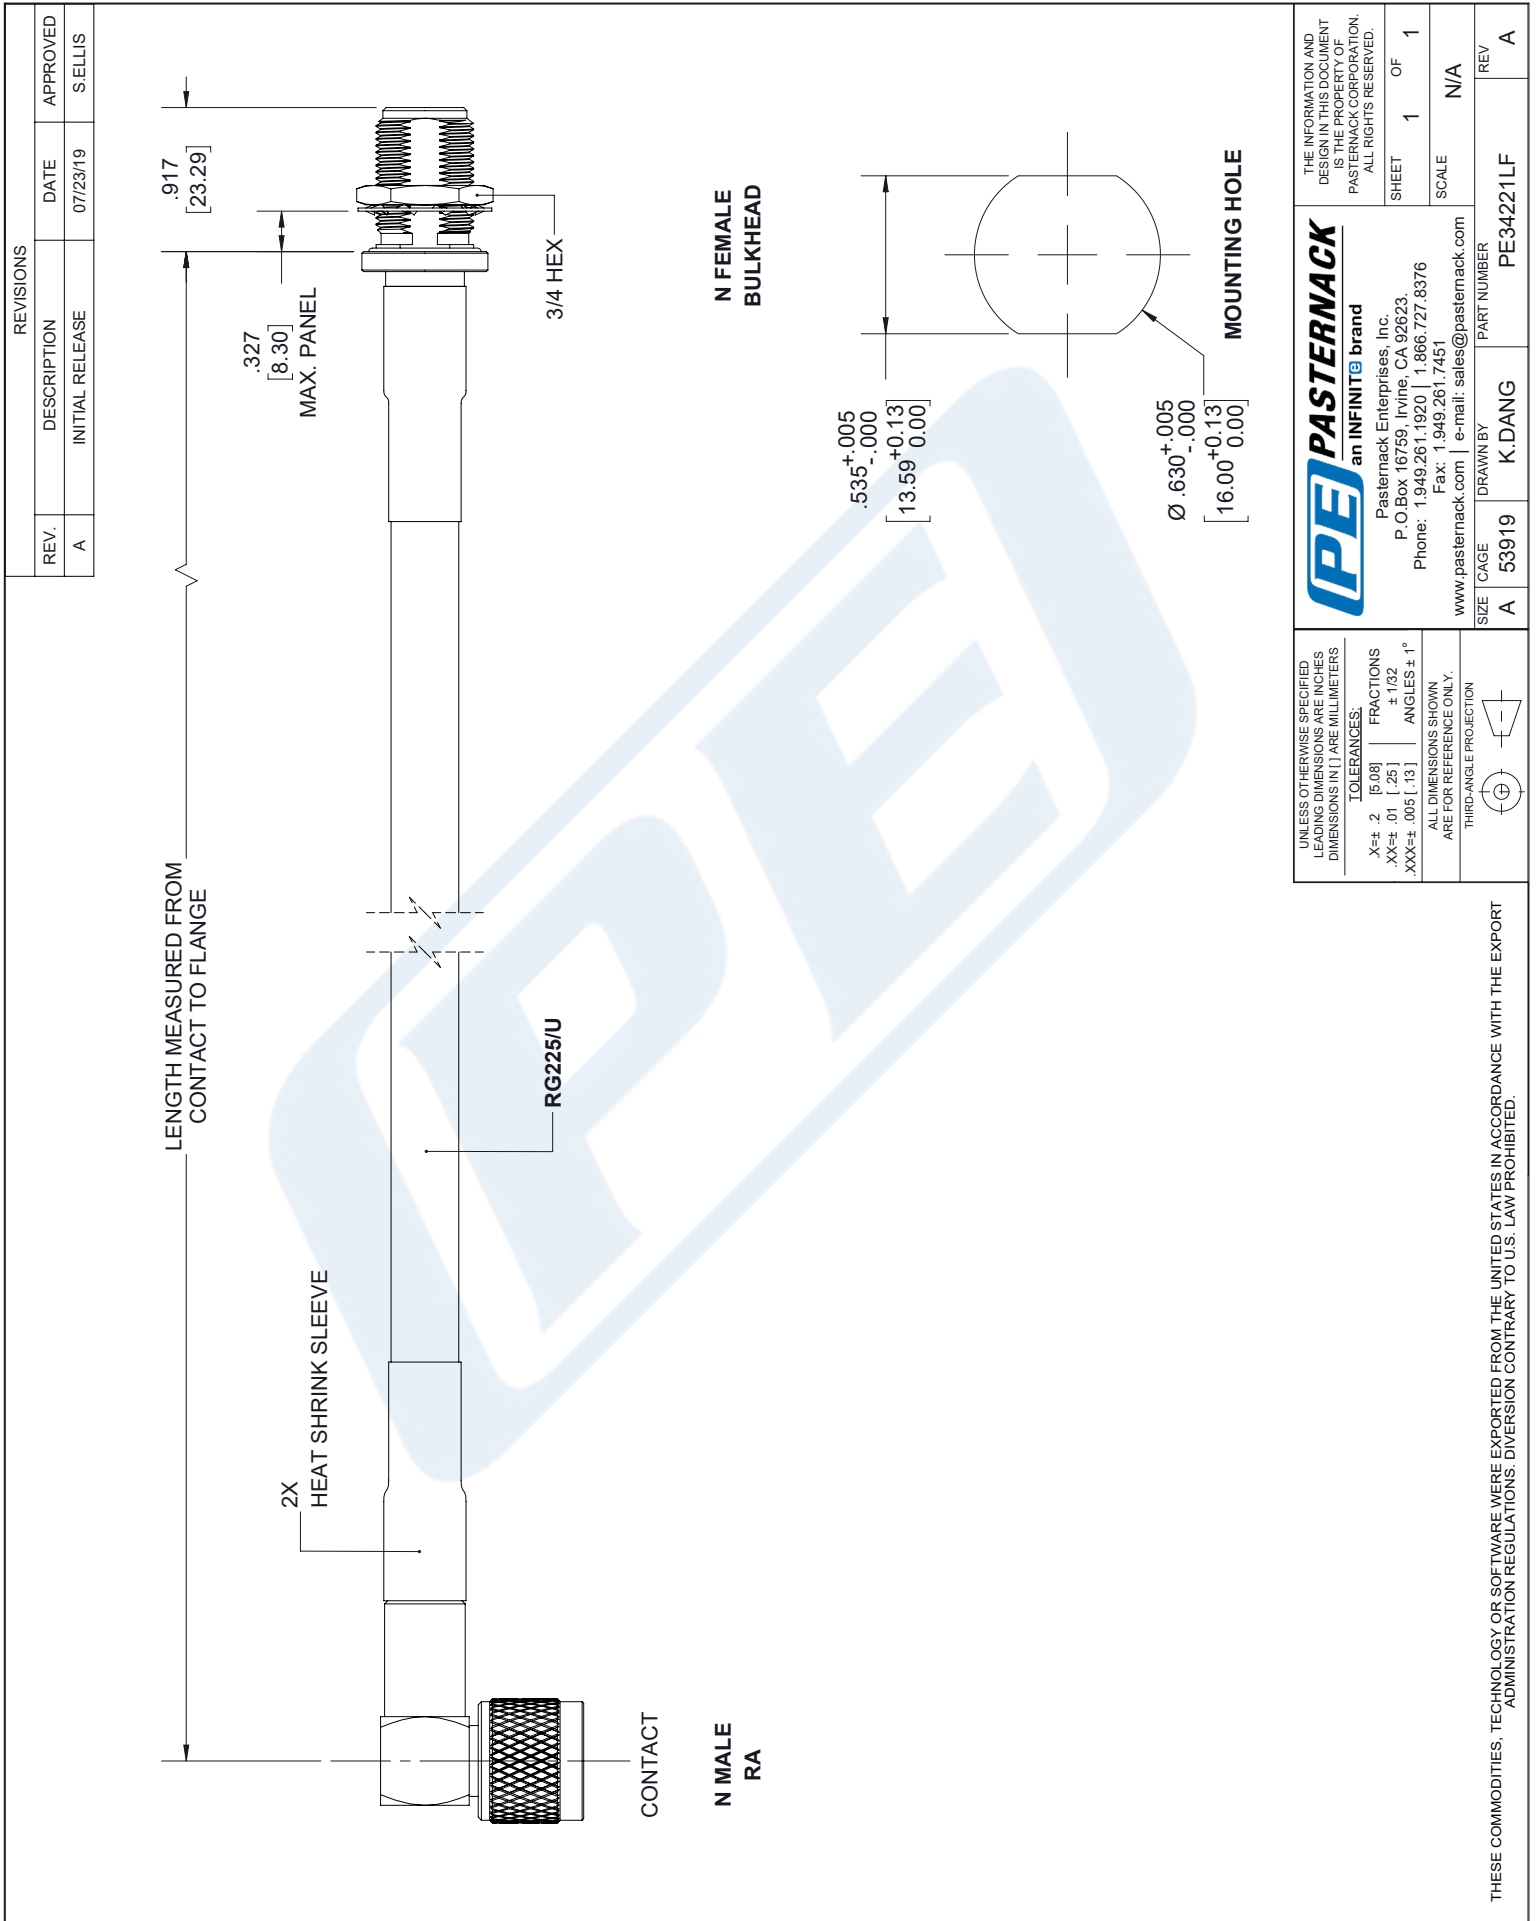 REVISIONS
REV. DESCRIPTION DATE APPROVED
A INITIAL RELEASE 07/23/19 S.ELLIS
LENGTH MEASURED FROM
CONTACT TO FLANGE
.917
[23.29]
.327
[8.30]
MAX. PANEL
2X
HEAT SHRINK SLEEVE
RG225/U
3/4 HEX
CONTACT
N MALE
RA
N FEMALE
BULKHEAD
.535 +.005
-.000
[13.59 +0.13
0.00]
Ø .630 +.005
-.000
[16.00 +0.13
0.00]
MOUNTING HOLE
UNLESS OTHERWISE SPECIFIED
LEADING DIMENSIONS ARE INCHES
DIMENSIONS IN [ ] ARE MILLIMETERS
TOLERANCES:
.X=± .2 [5.08] FRACTIONS
.XX=± .01 [ .25] ± 1/32
.XXX=± .005 [ .13] ANGLES ± 1°
ALL DIMENSIONS SHOWN
ARE FOR REFERENCE ONLY.
THIRD-ANGLE PROJECTION
PE PASTERNACK
an INFINITe brand
Pasternack Enterprises, Inc.
P.O.Box 16759, Irvine, CA 92623.
Phone: 1.949.261.1920 | 1.866.727.8376
Fax: 1.949.261.7451
www.pasternack.com | e-mail: sales@pasternack.com
THE INFORMATION AND
DESIGN IN THIS DOCUMENT
IS THE PROPERTY OF
PASTERNACK CORPORATION.
ALL RIGHTS RESERVED.
SHEET 1 OF 1
SCALE N/A
SIZE CAGE DRAWN BY PART NUMBER REV
A 53919 K.DANG PE34221LF A
THESE COMMODITIES, TECHNOLOGY OR SOFTWARE WERE EXPORTED FROM THE UNITED STATES IN ACCORDANCE WITH THE EXPORT
ADMINISTRATION REGULATIONS. DIVERSION CONTRARY TO U.S. LAW PROHIBITED.
PE